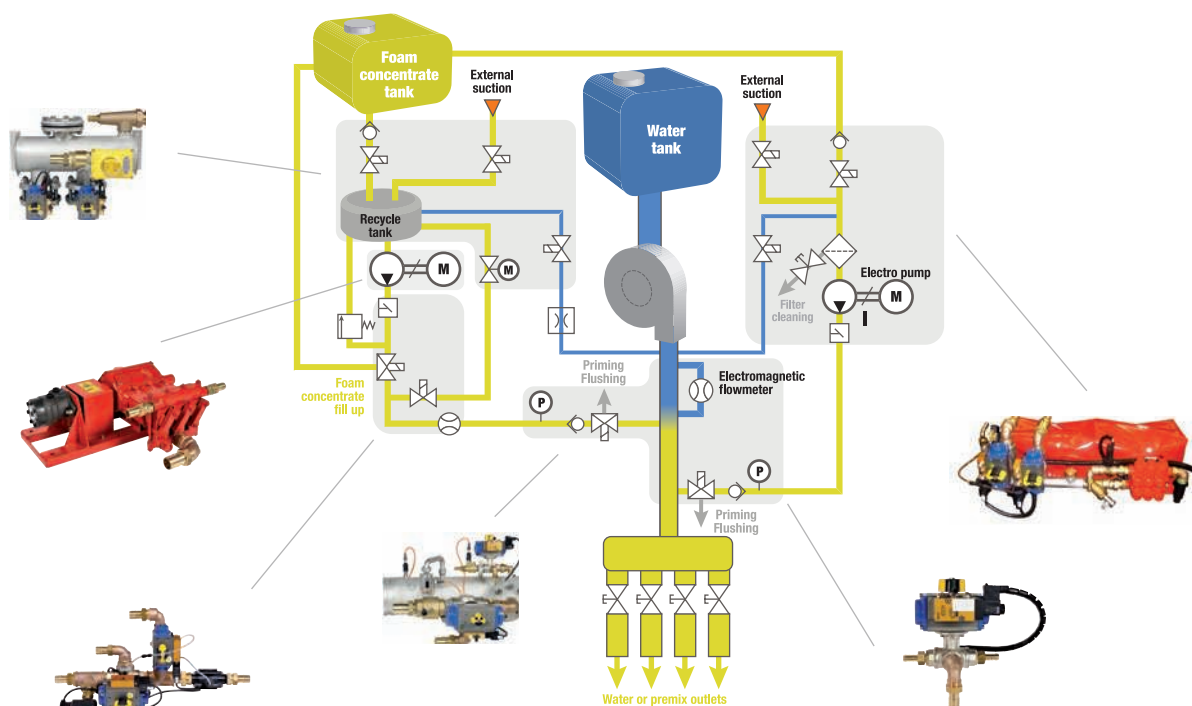 Foam
concentrate
tank
External
suction
Water
tank
External
suction
Recycle
tank
M
M
Electro pump
M
Filter
cleaning
Priming
Flushing
Electromagnetic
flowmeter
Foam
concentrate
fill up
P
P
Priming
Flushing
Water or premix outlets